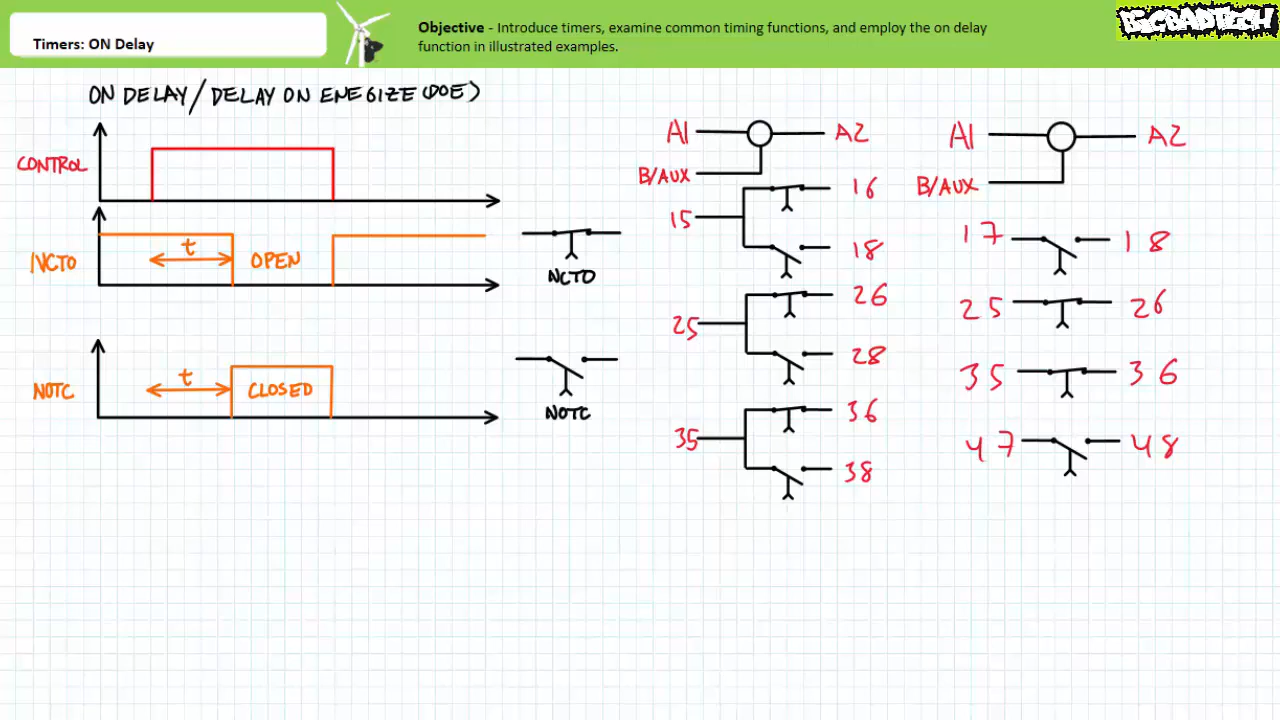 Timers: ON Delay
Objective - Introduce timers, examine common timing functions, and employ the on delay
function in illustrated examples.
BIGBADTECH
ON DELAY/DELAY ON ENEGIZE (DOE)
CONTROL
NCTO
t
OPEN
NCTO
NOTC
t
CLOSED
NOTC
A1
A2
B/AUX
15
16
18
25
26
28
35
36
38
A1
A2
B/AUX
17
18
25
26
35
36
47
48